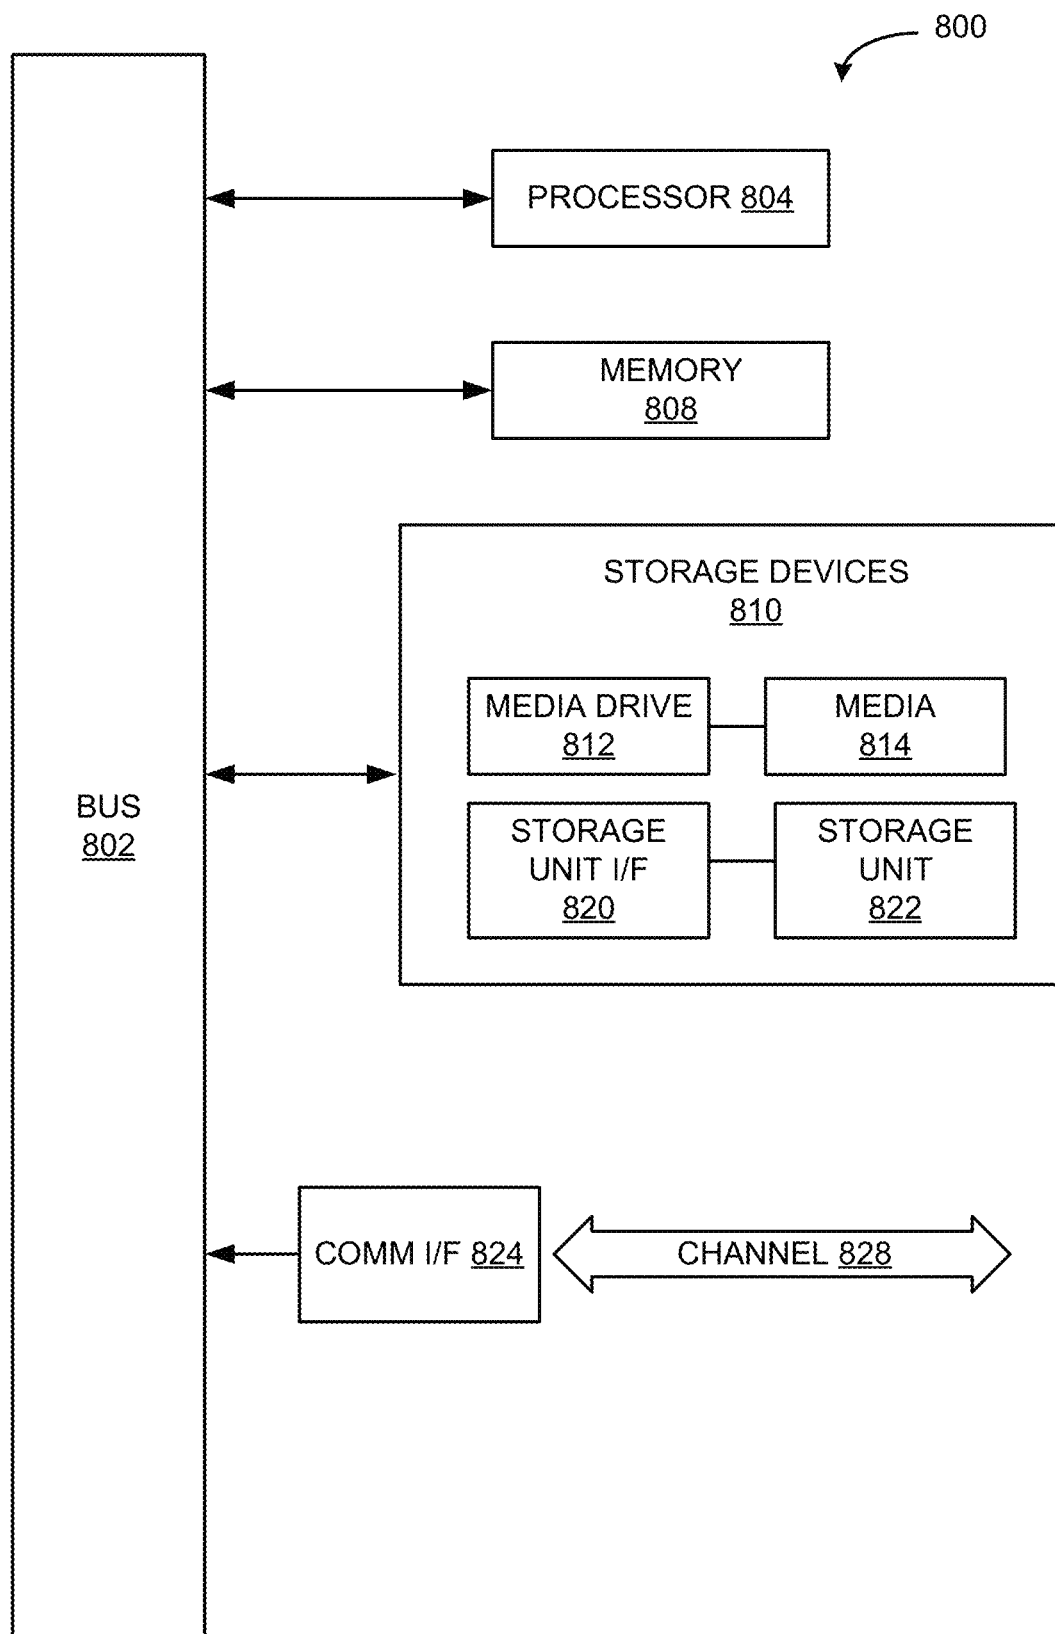 800
PROCESSOR 804
MEMORY
808
STORAGE DEVICES
810
MEDIA DRIVE
812
MEDIA
814
BUS
802
STORAGE
UNIT I/F
820
STORAGE
UNIT
822
COMM I/F 824
CHANNEL 828